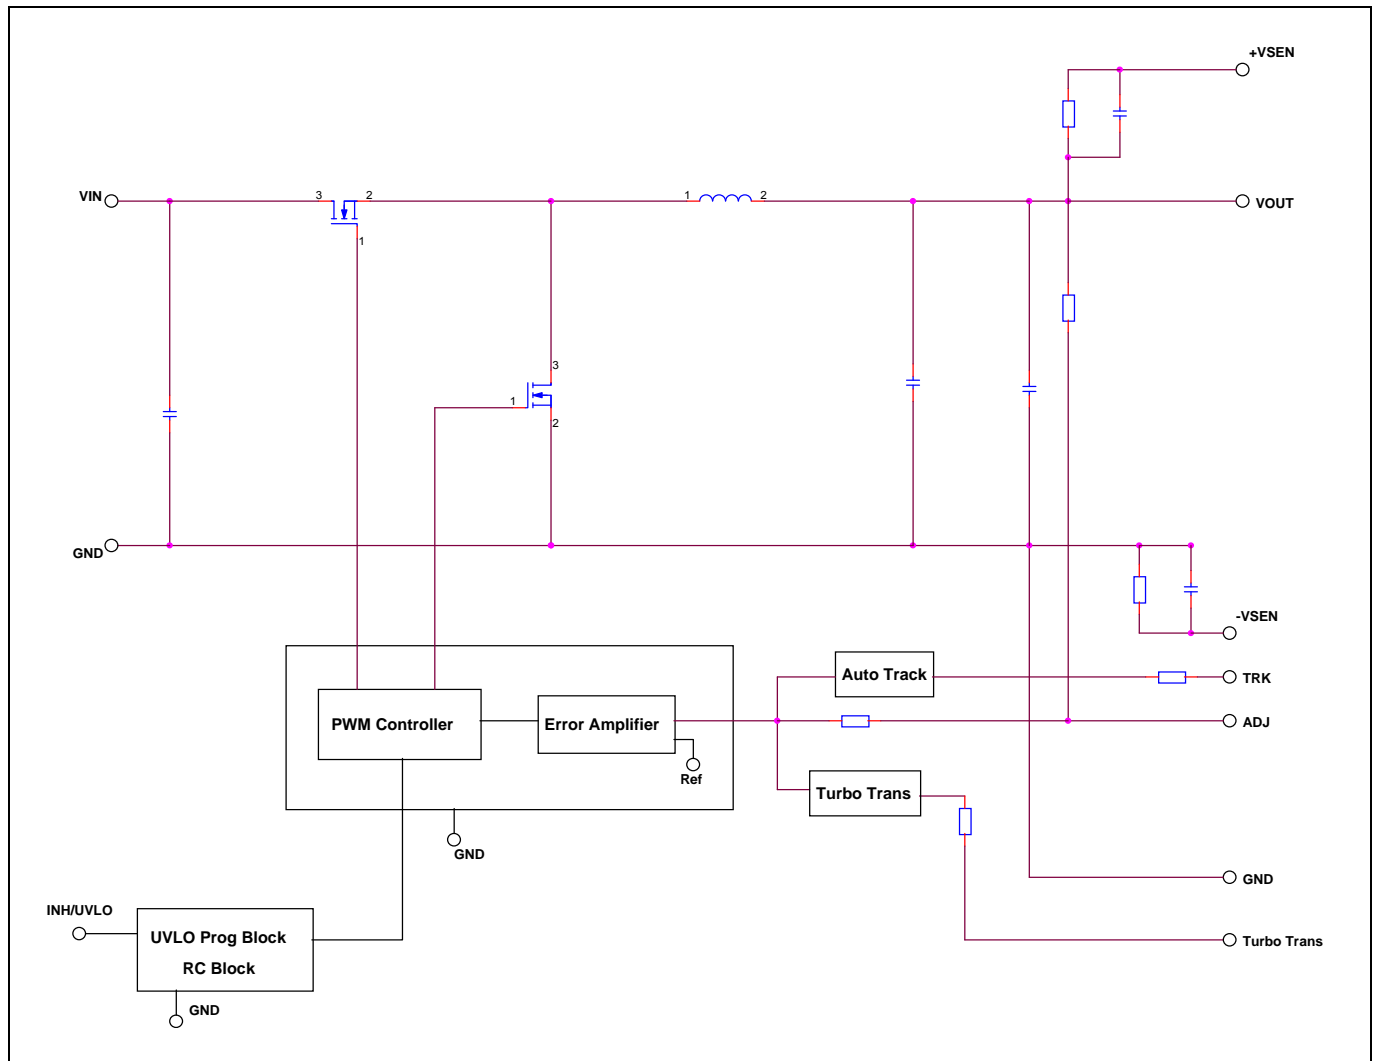 +VSEN
VIN
3
2
1
1
2
VOUT
3
1
2
GND
-VSEN
Auto Track
TRK
PWM Controller
Error Amplifier
ADJ
Ref
Turbo Trans
GND
GND
INH/UVLO
UVLO Prog Block
RC Block
Turbo Trans
GND